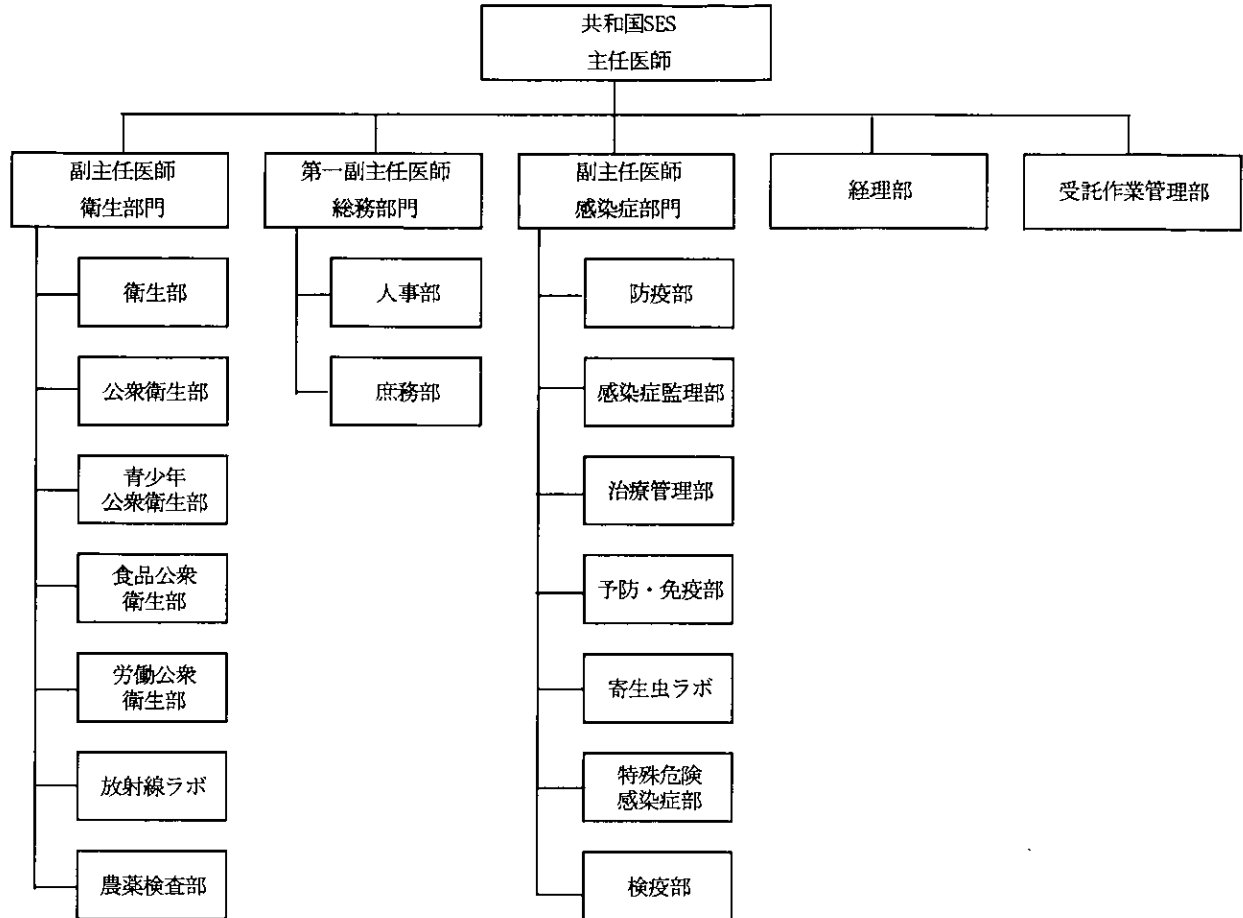 共和国SES
主任医師
副主任医師
衛生部門
第一副主任医師
総務部門
副主任医師
感染症部門
経理部
受託作業管理部
衛生部
公衆衛生部
青少年
公衆衛生部
食品公衆
衛生部
労働公衆
衛生部
放射線ラボ
農薬検査部
人事部
庶務部
防疫部
感染症監理部
治療管理部
予防・免疫部
寄生虫ラボ
特殊危険
感染症部
検疫部